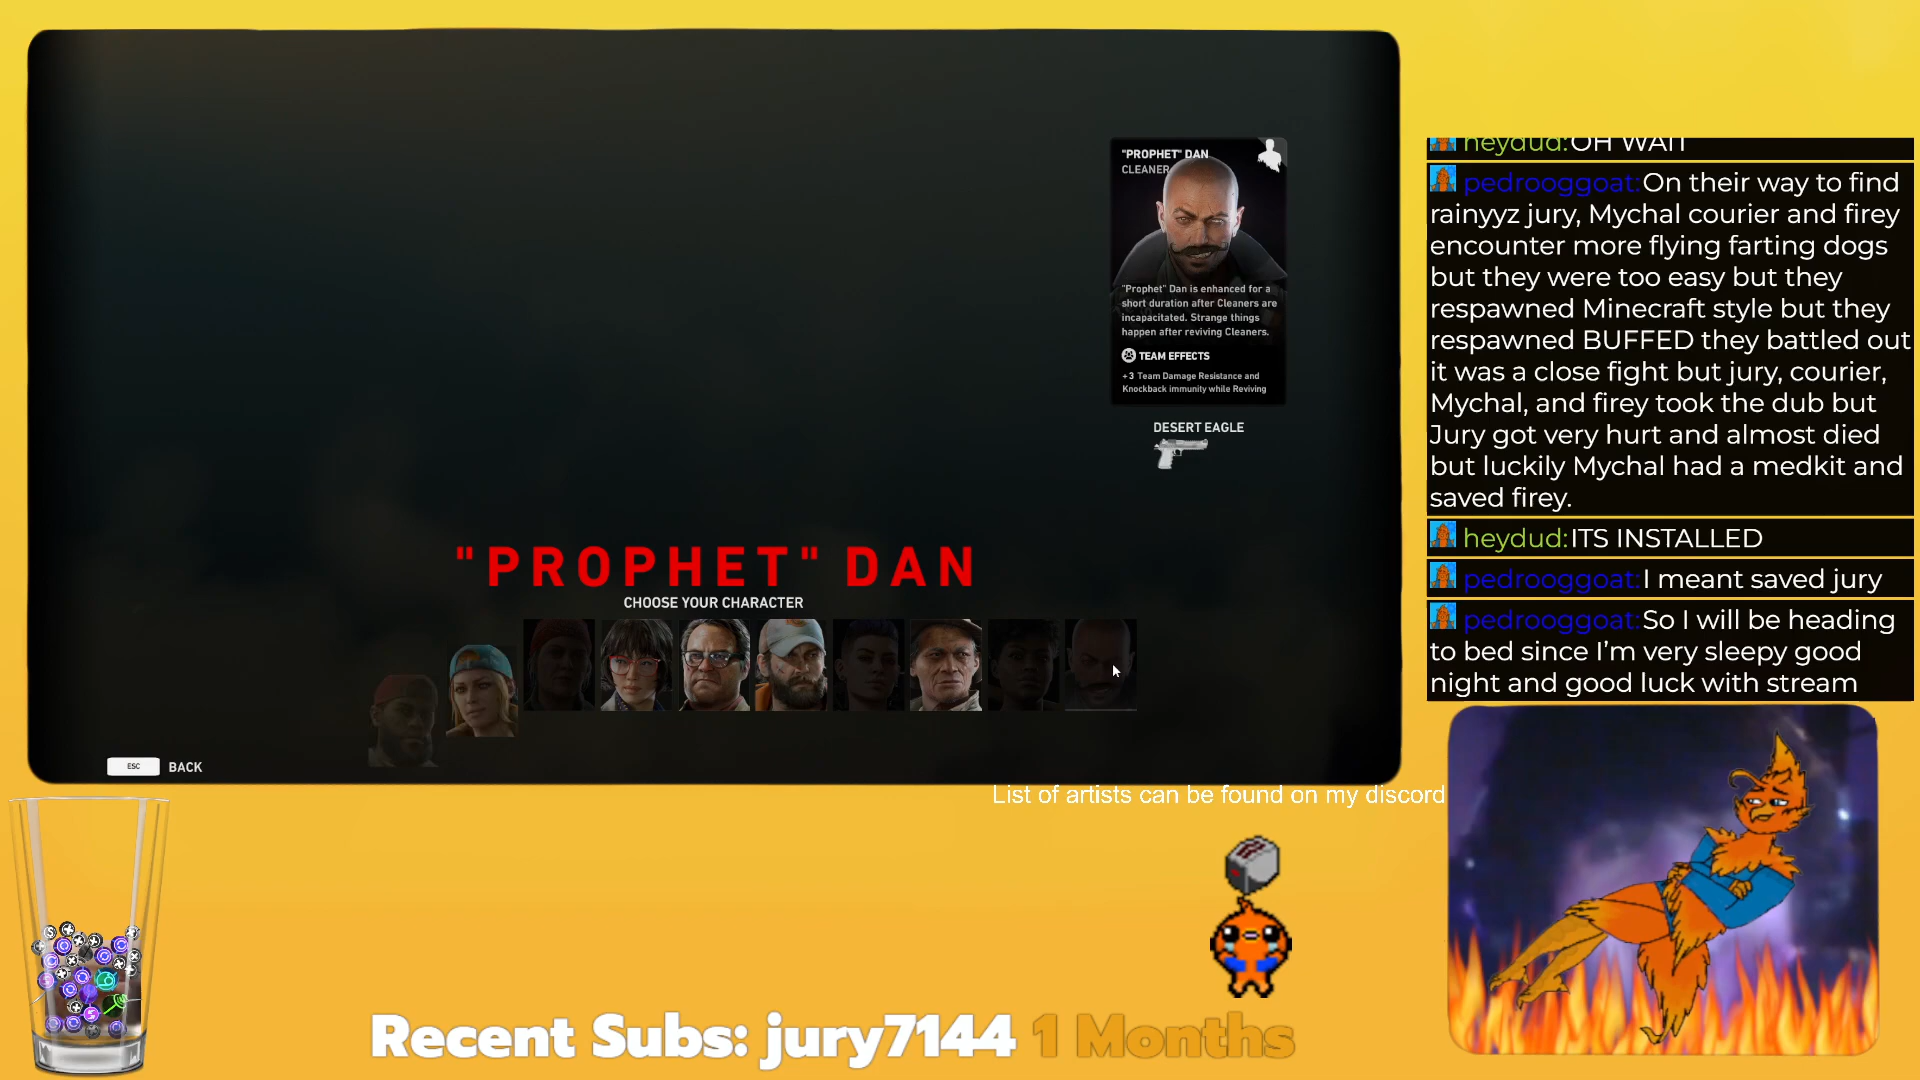 "PROPHET" DAN
CLEANER
"Prophet" Dan is enhanced for a
short duration after Cleaners are
incapacitated. Strange things
happen after reviving Cleaners.
TEAM EFFECTS
+3 Team Damage Resistance and
Knockback immunity while Reviving
DESERT EAGLE
"PROPHET" DAN
CHOOSE YOUR CHARACTER
ESC BACK
heydud:OH WAIT
pedrooggoat:On their way to find
rainyyz jury, Mychal courier and firey
encounter more flying farting dogs
but they were too easy but they
respawned Minecraft style but they
respawned BUFFED they battled out
it was a close fight but jury, courier,
Mychal, and firey took the dub but
Jury got very hurt and almost died
but luckily Mychal had a medkit and
saved firey.
heydud:ITS INSTALLED
pedrooggoat:I meant saved jury
pedrooggoat:So I will be heading
to bed since I'm very sleepy good
night and good luck with stream
List of artists can be found on my discord
Recent Subs: jury7144 1 Months